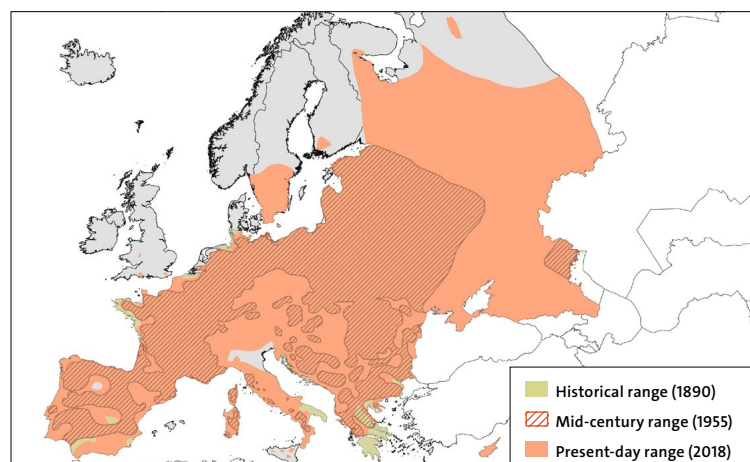 Historical range (1890)
Mid-century range (1955)
Present-day range (2018)